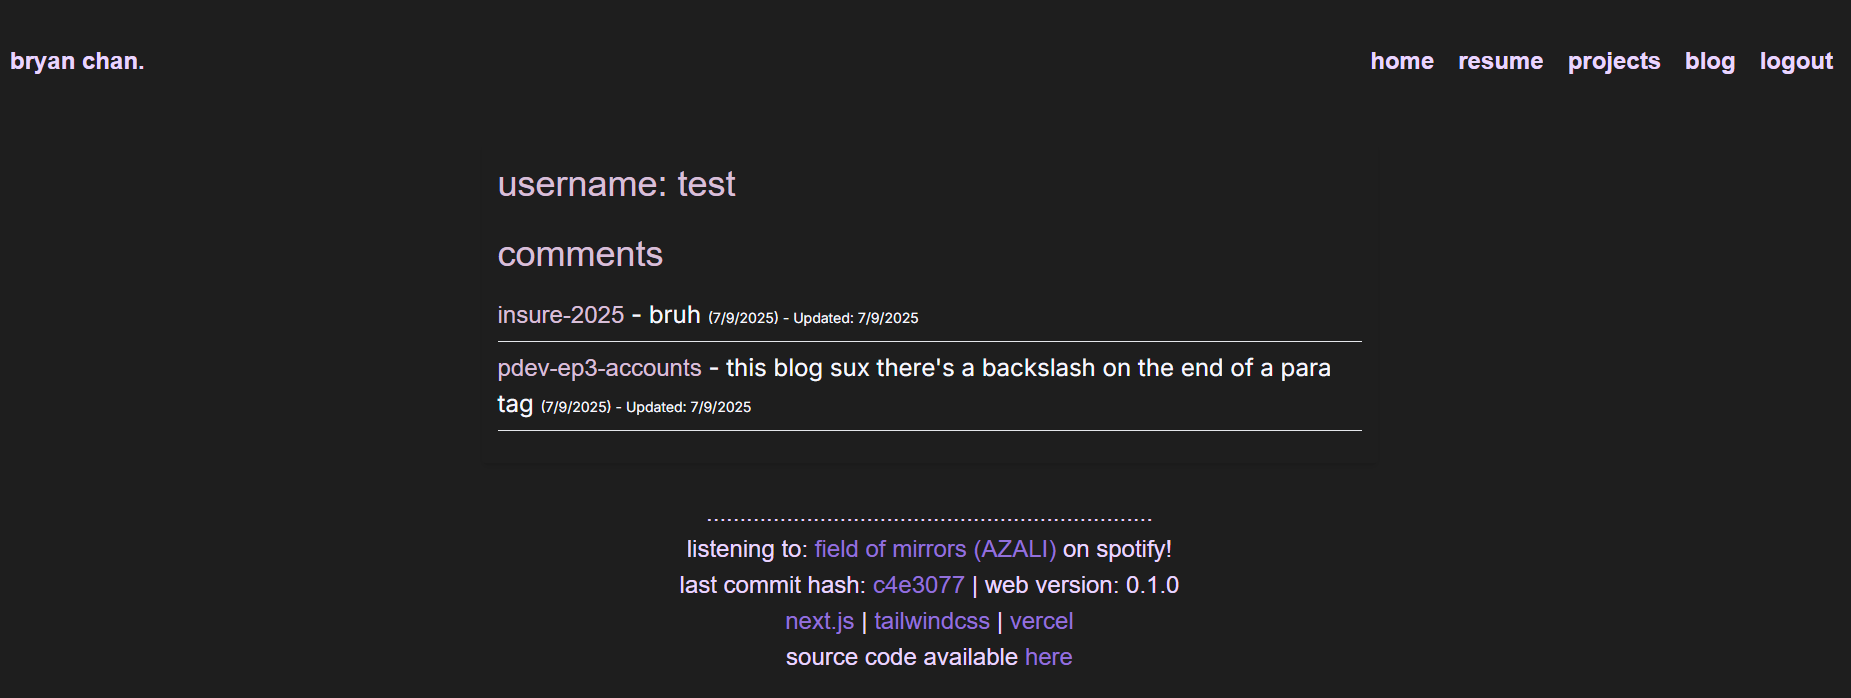 bryan chan.
home resume projects blog logout
username: test
comments
insure-2025 - bruh (7/9/2025) - Updated: 7/9/2025
pdev-ep3-accounts - this blog sux there's a backslash on the end of a para
tag (7/9/2025) - Updated: 7/9/2025
...................................................................
listening to: field of mirrors (AZALI) on spotify!
last commit hash: c4e3077 | web version: 0.1.0
next.js | tailwindcss | vercel
source code available here